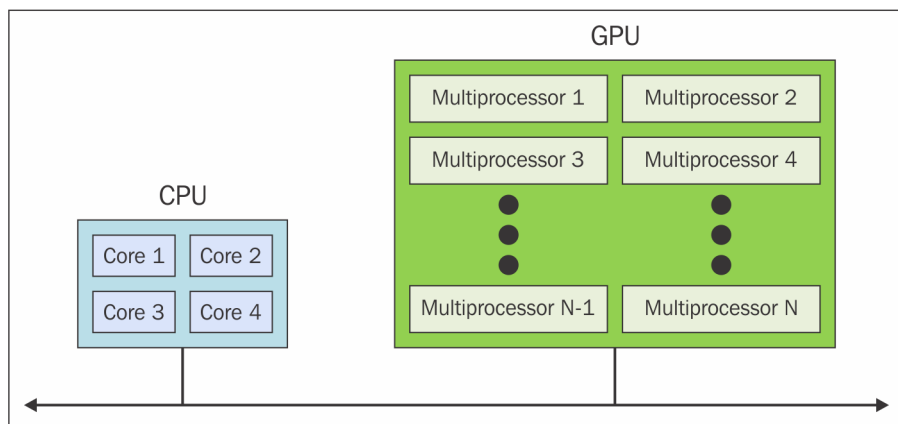 GPU
Multiprocessor 1
Multiprocessor 2
Multiprocessor 3
Multiprocessor 4
CPU
Core 1
Core 2
Core 3
Core 4
Multiprocessor N-1
Multiprocessor N